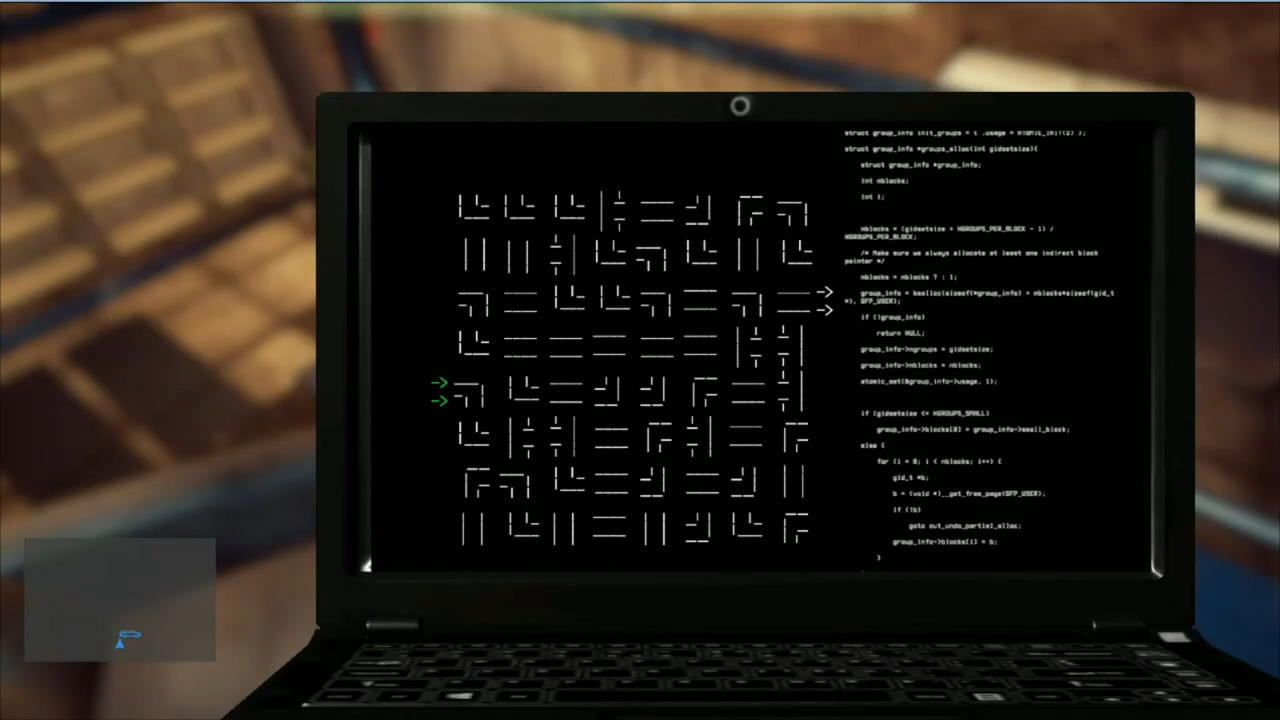 struct group_info init_groups = { .usage = ATOMIC_INIT(2) };
struct group_info *groups_alloc(int gidsetsize){
struct group_info *group_info;
int nblocks;
int i;
nblocks = (gidsetsize + NGROUPS_PER_BLOCK - 1) /
NGROUPS_PER_BLOCK;
/* Make sure we always allocate at least one indirect block
pointer */
nblocks = nblocks ? : 1;
group_info = kmalloc(sizeof(*group_info) + nblocks*sizeof(gid_t
*), GFP_USER);
if (!group_info)
return NULL;
group_info->ngroups = gidsetsize;
group_info->nblocks = nblocks;
atomic_set(&group_info->usage, 1);
if (gidsetsize <= NGROUPS_SMALL)
group_info->blocks[0] = group_info->small_block;
else {
for (i = 0; i < nblocks; i++) {
gid_t *b;
b = (void *)__get_free_page(GFP_USER);
if (!b)
goto out_undo_partial_alloc;
group_info->blocks[i] = b;
}